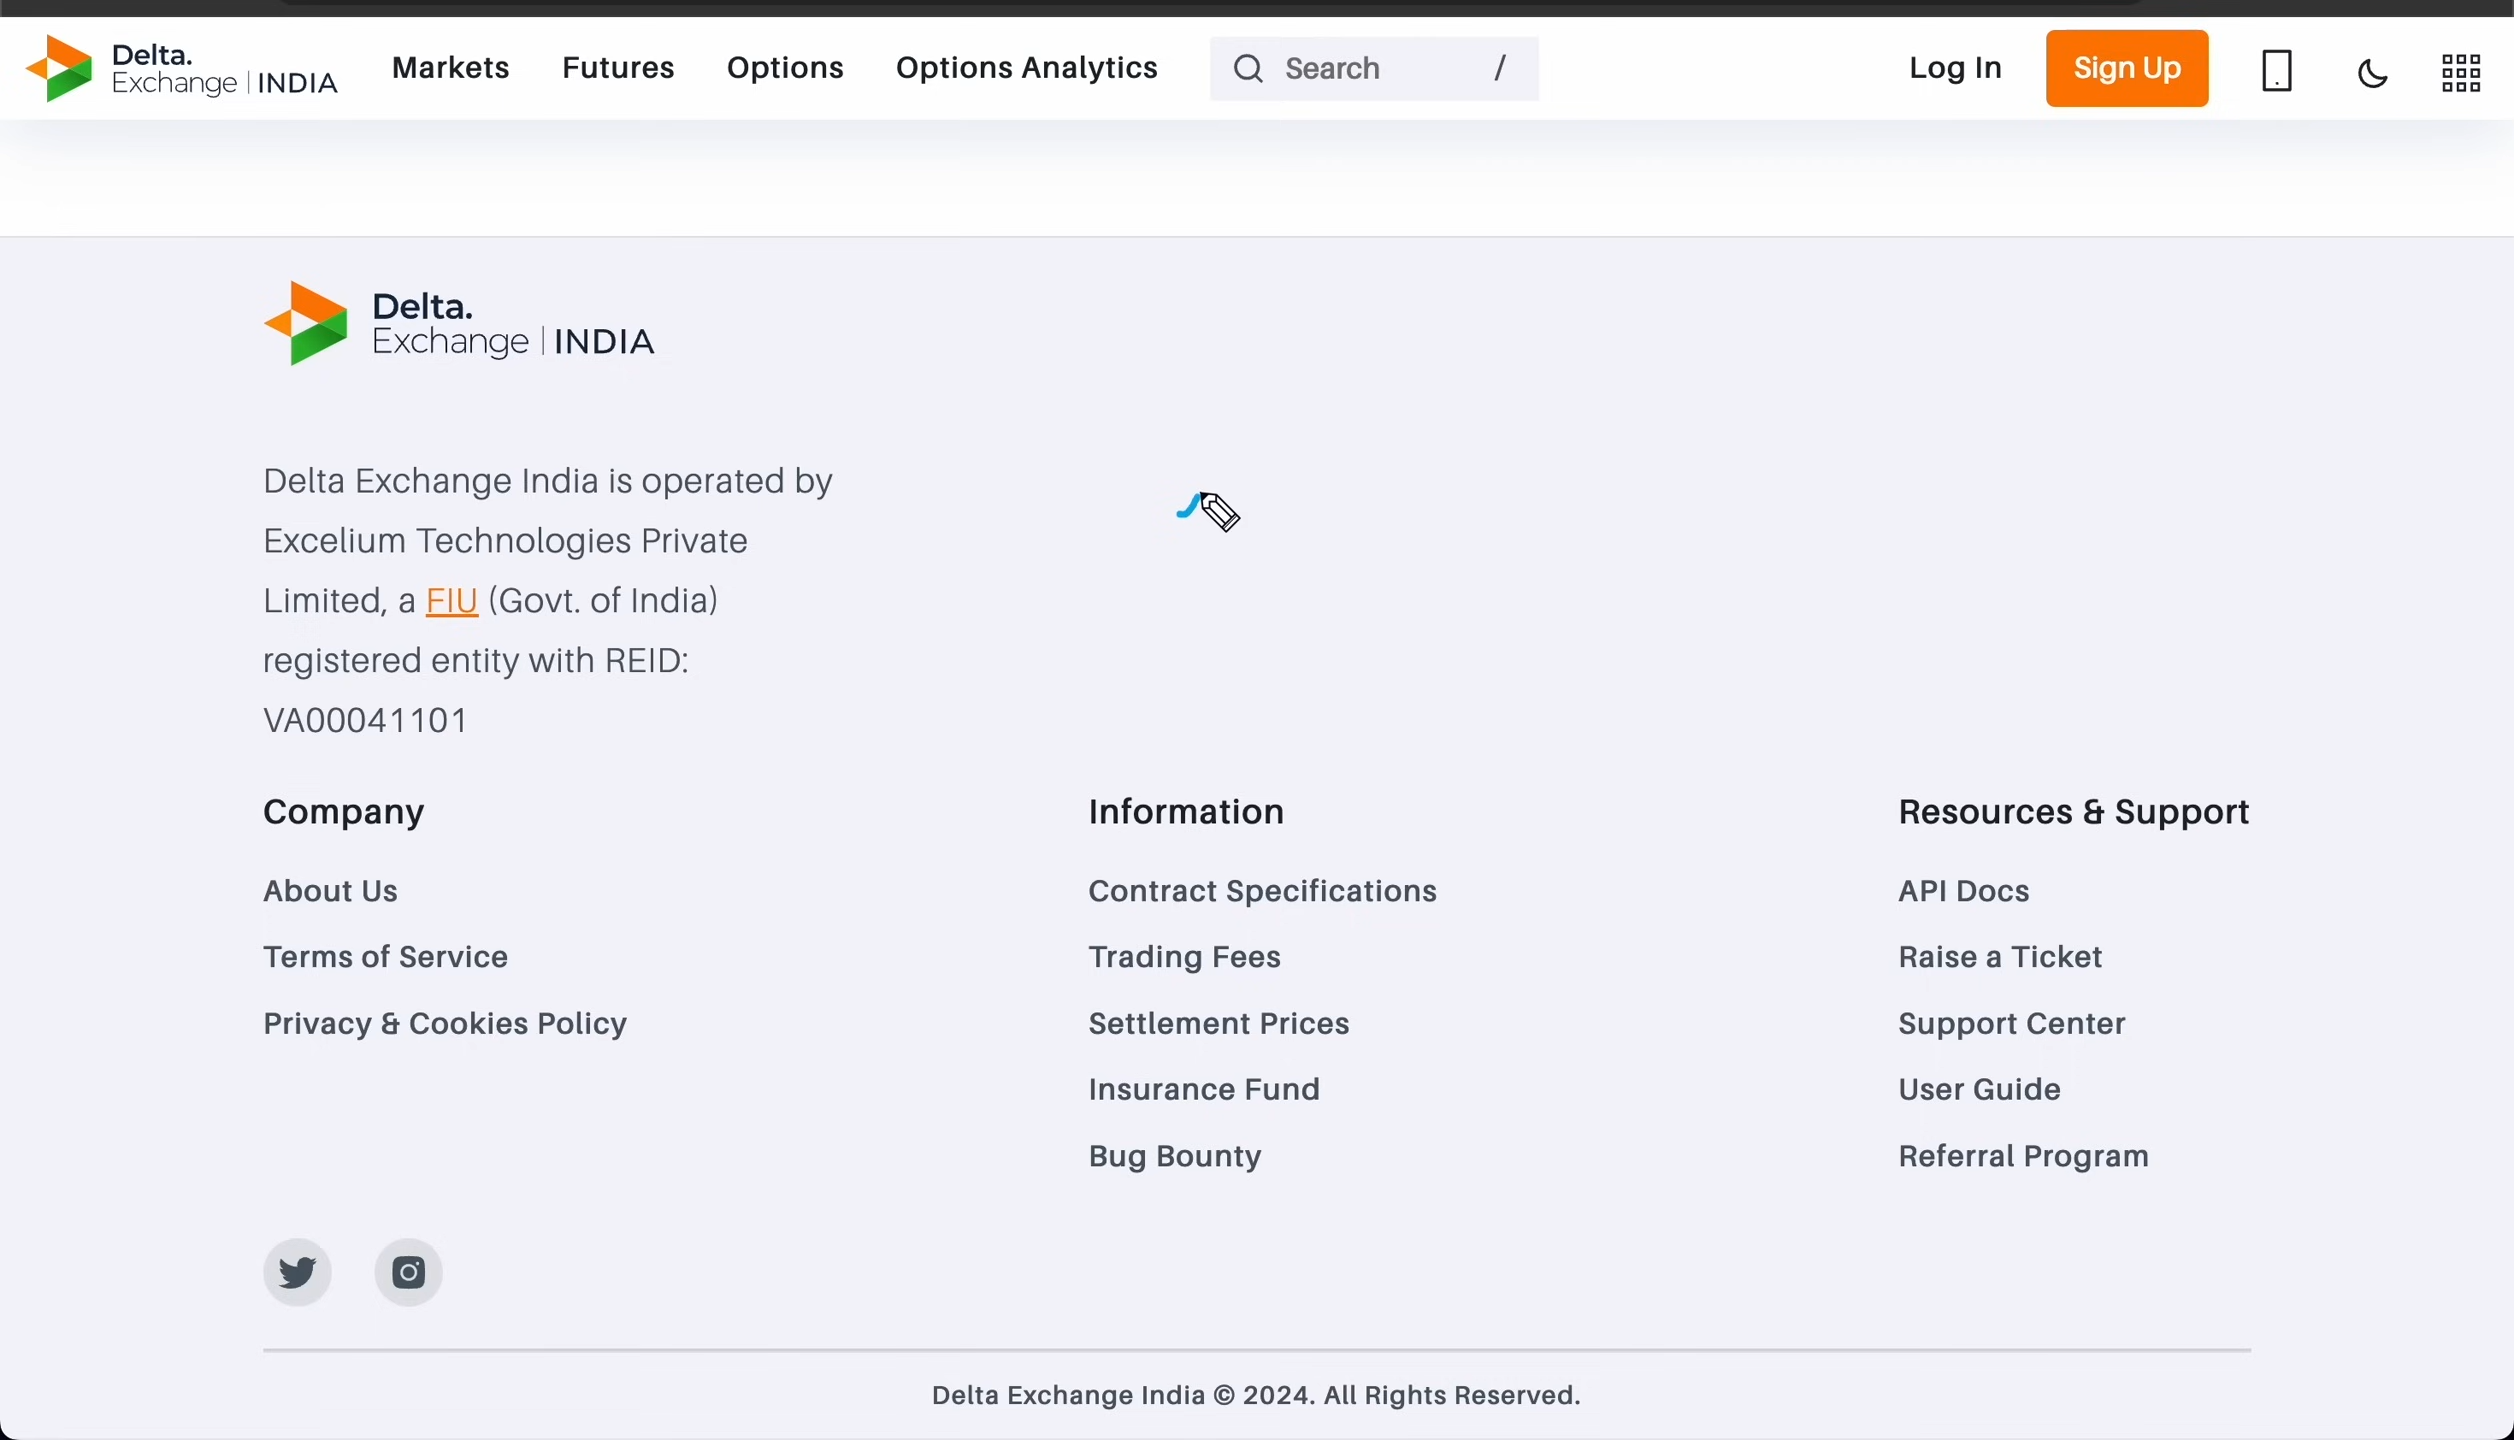 Delta.
Exchange | INDIA
Markets
Futures
Options
Options Analytics
Search /
Log In
Sign Up
Delta.
Exchange | INDIA
Delta Exchange India is operated by
Excelium Technologies Private
Limited, a FIU (Govt. of India)
registered entity with REID:
VA00041101
Company
About Us
Terms of Service
Privacy & Cookies Policy
Information
Contract Specifications
Trading Fees
Settlement Prices
Insurance Fund
Bug Bounty
Resources & Support
API Docs
Raise a Ticket
Support Center
User Guide
Referral Program
Delta Exchange India © 2024. All Rights Reserved.